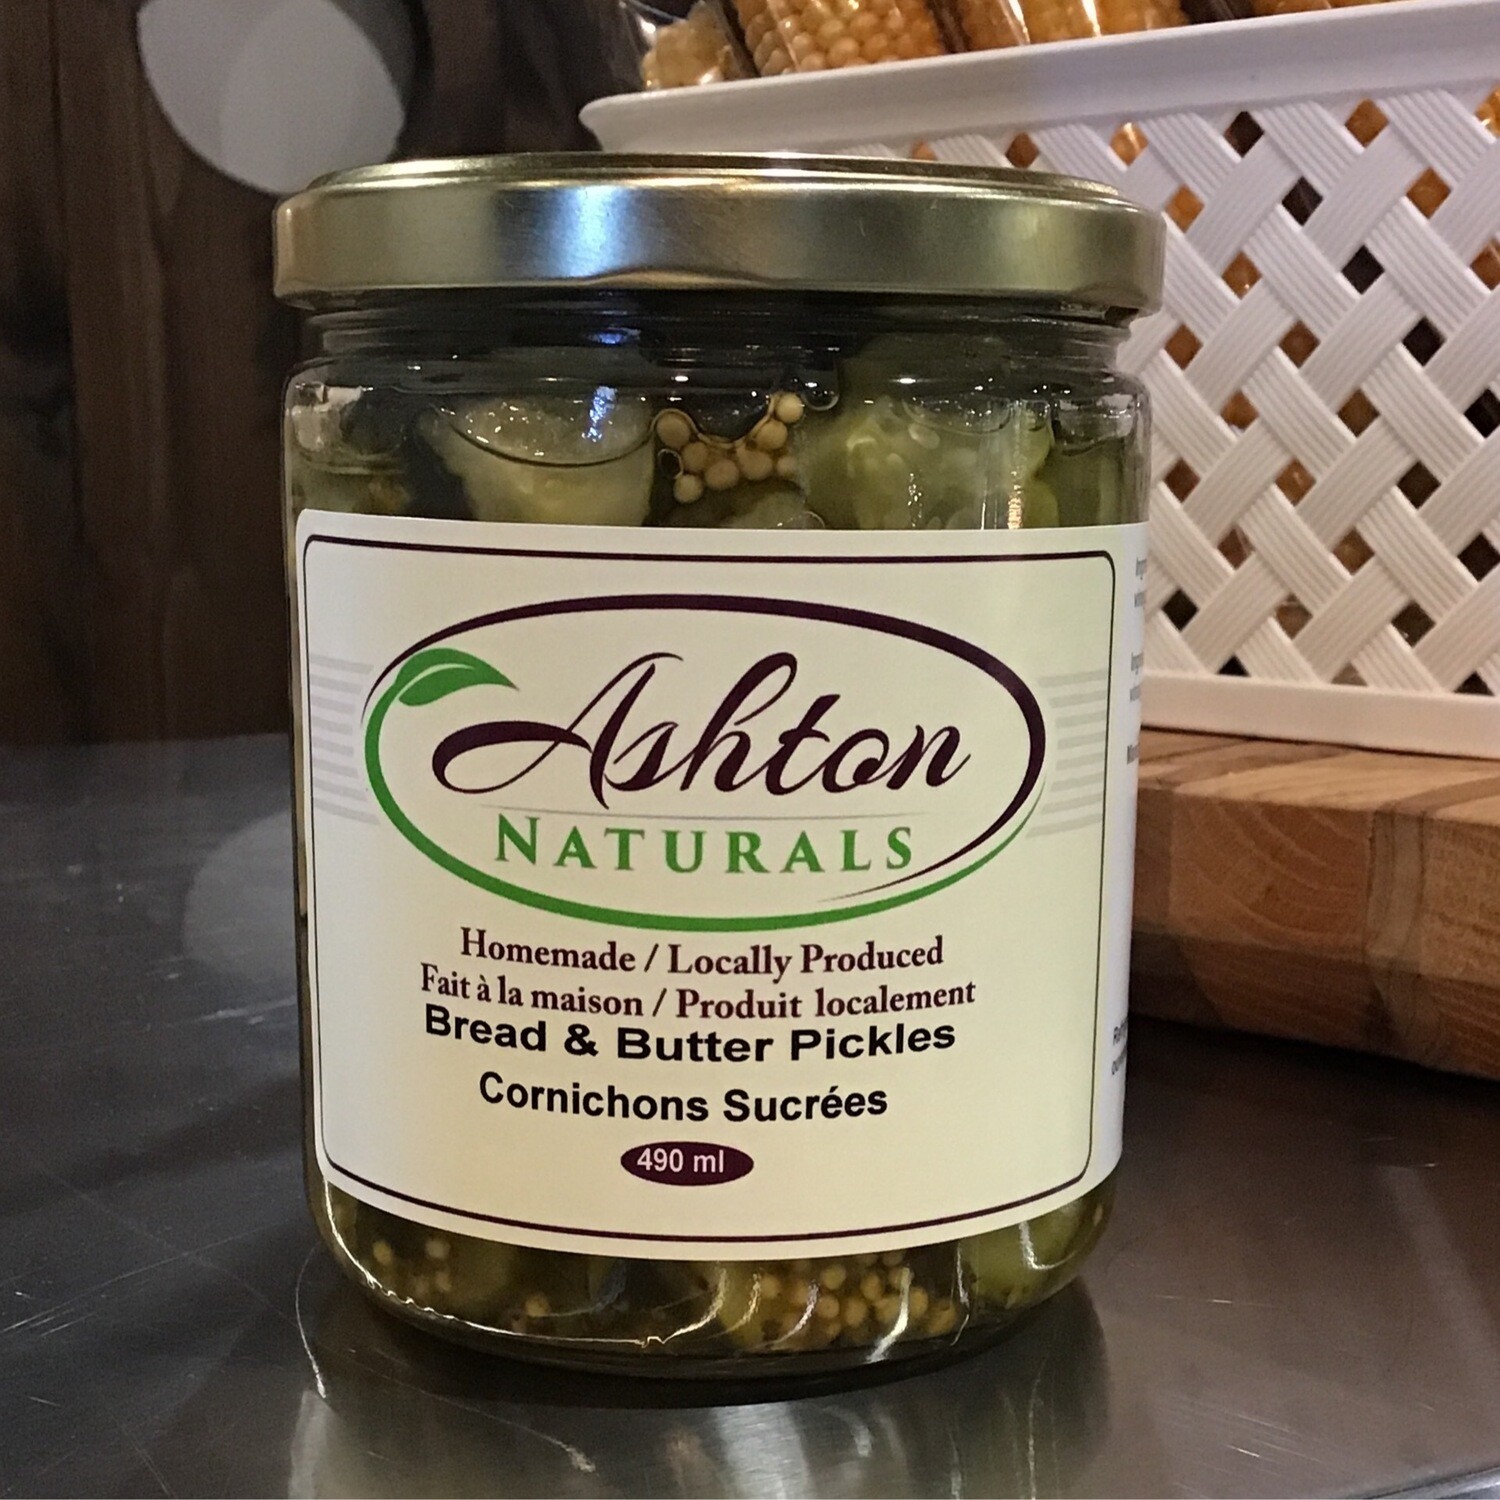 Ashton
NATURALS
Homemade / Locally Produced
Fait à la maison / Produit localement
Bread & Butter Pickles
Cornichons Sucrées
490 ml